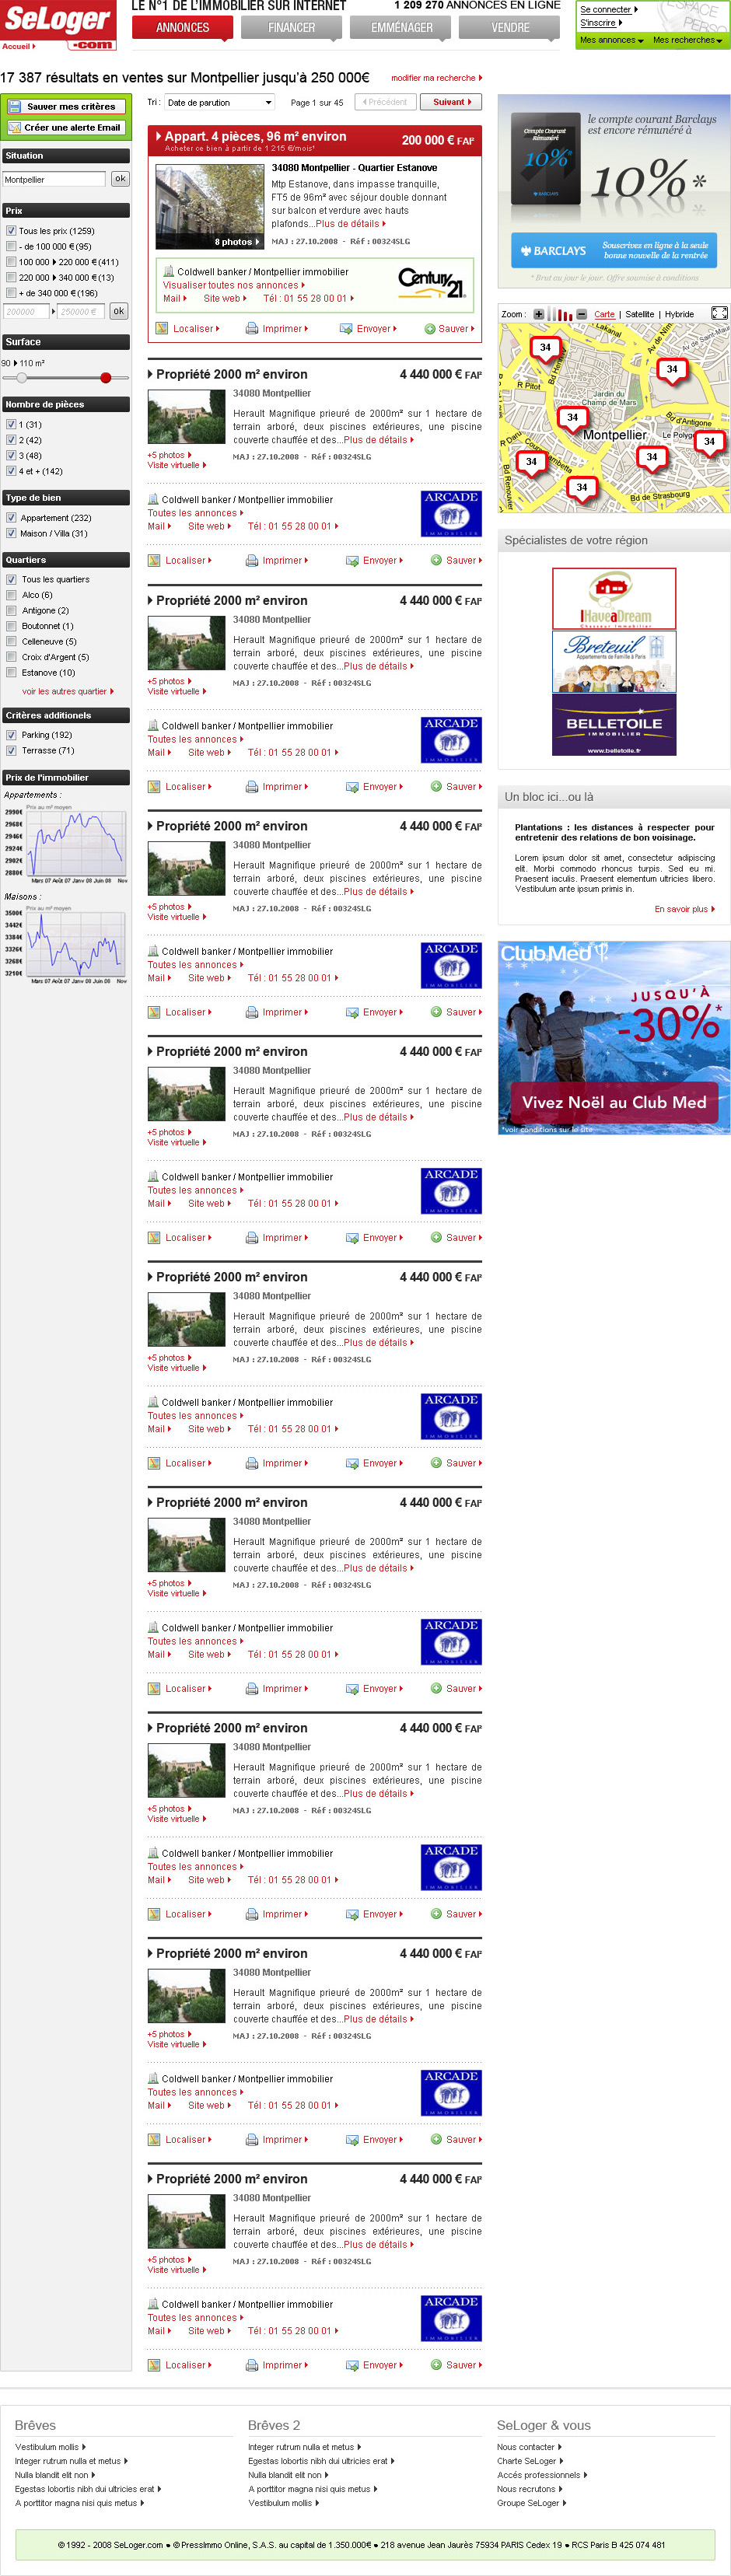 SeLoger
.com
Accueil
LE N°1 DE L'IMMOBILIER SUR INTERNET
1 209 270 ANNONCES EN LIGNE
ANNONCES
FINANCER
EMMÉNAGER
VENDRE
Se connecter
S'inscrire
ESPACE
PERSO
Mes annonces
Mes recherches
17 387 résultats en ventes sur Montpellier jusqu'à 250 000€
modifier ma recherche
Sauver mes critères
Créer une alerte Email
Situation
Montpellier
ok
Prix
Tous les prix (1259)
- de 100 000 € (95)
100 000 220 000 € (411)
220 000 340 000 € (13)
+ de 340 000 € (196)
200000
250000 €
ok
Surface
90 110 m²
Nombre de pièces
1 (31)
2 (42)
3 (48)
4 et + (142)
Type de bien
Appartement (232)
Maison / Villa (31)
Quartiers
Tous les quartiers
Alco (6)
Antigone (2)
Boutonnet (1)
Celleneuve (5)
Croix d'Argent (5)
Estanove (10)
voir les autres quartier
Critères additionels
Parking (192)
Terrasse (71)
Prix de l'immobilier
Appartements :
Prix au m² moyen
2990€
2968€
2946€
2924€
2902€
2880€
Mars 07 Août 07 Janv 08 Juin 08 Nov
Maisons :
Prix au m² moyen
3500€
3442€
3384€
3326€
3268€
3210€
Mars 07 Août 07 Janv 08 Juin 08 Nov
Tri :
Date de parution
Page 1 sur 45
Précédent
Suivant
Appart. 4 pièces, 96 m² environ
200 000 € FAI²
Acheter ce bien à partir de 1 215 €/mois¹
34080 Montpellier - Quartier Estanove
Mtp Estanove, dans impasse tranquille,
FT5 de 96m² avec séjour double donnant
sur balcon et verdure avec hauts
plafonds...Plus de détails
8 photos
MAJ : 27.10.2008 - Réf : 00324SLG
Coldwell banker / Montpellier immobilier
Visualiser toutes nos annonces
Mail Site web Tél : 01 55 28 00 01
Century 21
Localiser Imprimer Envoyer Sauver
Propriété 2000 m² environ
4 440 000 € FAI²
34080 Montpellier
Herault Magnifique prieuré de 2000m² sur 1 hectare de
terrain arboré, deux piscines extérieures, une piscine
couverte chauffée et des...Plus de détails
+5 photos
Visite virtuelle
MAJ : 27.10.2008 - Réf : 00324SLG
Coldwell banker / Montpellier immobilier
Toutes les annonces
Mail Site web Tél : 01 55 28 00 01
ARCADE
IMMOBILIER
Localiser Imprimer Envoyer Sauver
Propriété 2000 m² environ
4 440 000 € FAI²
34080 Montpellier
Herault Magnifique prieuré de 2000m² sur 1 hectare de
terrain arboré, deux piscines extérieures, une piscine
couverte chauffée et des...Plus de détails
+5 photos
Visite virtuelle
MAJ : 27.10.2008 - Réf : 00324SLG
Coldwell banker / Montpellier immobilier
Toutes les annonces
Mail Site web Tél : 01 55 28 00 01
ARCADE
IMMOBILIER
Localiser Imprimer Envoyer Sauver
Propriété 2000 m² environ
4 440 000 € FAI²
34080 Montpellier
Herault Magnifique prieuré de 2000m² sur 1 hectare de
terrain arboré, deux piscines extérieures, une piscine
couverte chauffée et des...Plus de détails
+5 photos
Visite virtuelle
MAJ : 27.10.2008 - Réf : 00324SLG
Coldwell banker / Montpellier immobilier
Toutes les annonces
Mail Site web Tél : 01 55 28 00 01
ARCADE
IMMOBILIER
Localiser Imprimer Envoyer Sauver
Propriété 2000 m² environ
4 440 000 € FAI²
34080 Montpellier
Herault Magnifique prieuré de 2000m² sur 1 hectare de
terrain arboré, deux piscines extérieures, une piscine
couverte chauffée et des...Plus de détails
+5 photos
Visite virtuelle
MAJ : 27.10.2008 - Réf : 00324SLG
Coldwell banker / Montpellier immobilier
Toutes les annonces
Mail Site web Tél : 01 55 28 00 01
ARCADE
IMMOBILIER
Localiser Imprimer Envoyer Sauver
Propriété 2000 m² environ
4 440 000 € FAI²
34080 Montpellier
Herault Magnifique prieuré de 2000m² sur 1 hectare de
terrain arboré, deux piscines extérieures, une piscine
couverte chauffée et des...Plus de détails
+5 photos
Visite virtuelle
MAJ : 27.10.2008 - Réf : 00324SLG
Coldwell banker / Montpellier immobilier
Toutes les annonces
Mail Site web Tél : 01 55 28 00 01
ARCADE
IMMOBILIER
Localiser Imprimer Envoyer Sauver
Propriété 2000 m² environ
4 440 000 € FAI²
34080 Montpellier
Herault Magnifique prieuré de 2000m² sur 1 hectare de
terrain arboré, deux piscines extérieures, une piscine
couverte chauffée et des...Plus de détails
+5 photos
Visite virtuelle
MAJ : 27.10.2008 - Réf : 00324SLG
Coldwell banker / Montpellier immobilier
Toutes les annonces
Mail Site web Tél : 01 55 28 00 01
ARCADE
IMMOBILIER
Localiser Imprimer Envoyer Sauver
Propriété 2000 m² environ
4 440 000 € FAI²
34080 Montpellier
Herault Magnifique prieuré de 2000m² sur 1 hectare de
terrain arboré, deux piscines extérieures, une piscine
couverte chauffée et des...Plus de détails
+5 photos
Visite virtuelle
MAJ : 27.10.2008 - Réf : 00324SLG
Coldwell banker / Montpellier immobilier
Toutes les annonces
Mail Site web Tél : 01 55 28 00 01
ARCADE
IMMOBILIER
Localiser Imprimer Envoyer Sauver
Propriété 2000 m² environ
4 440 000 € FAI²
34080 Montpellier
Herault Magnifique prieuré de 2000m² sur 1 hectare de
terrain arboré, deux piscines extérieures, une piscine
couverte chauffée et des...Plus de détails
+5 photos
Visite virtuelle
MAJ : 27.10.2008 - Réf : 00324SLG
Coldwell banker / Montpellier immobilier
Toutes les annonces
Mail Site web Tél : 01 55 28 00 01
ARCADE
IMMOBILIER
Localiser Imprimer Envoyer Sauver
Propriété 2000 m² environ
4 440 000 € FAI²
34080 Montpellier
Herault Magnifique prieuré de 2000m² sur 1 hectare de
terrain arboré, deux piscines extérieures, une piscine
couverte chauffée et des...Plus de détails
+5 photos
Visite virtuelle
MAJ : 27.10.2008 - Réf : 00324SLG
Coldwell banker / Montpellier immobilier
Toutes les annonces
Mail Site web Tél : 01 55 28 00 01
ARCADE
IMMOBILIER
Localiser Imprimer Envoyer Sauver
le compte courant Barclays
est encore rémunéré à
Compte Courant
Rémunéré
10%*
BARCLAYS
10%*
BARCLAYS
Souscrivez en ligne à la seule
bonne nouvelle de la rentrée
* Brut au jour le jour. Offre soumise à conditions
Zoom :
Carte | Satellite | Hybride
Lakanal
Av de Nîm
Av de Saint-Maur
Bd Henri IV
R Pitot
Jardin du
Champ de Mars
Bd d'Antigone
Montpellier
Le Polygo
R Daru
Cours Gambetta
Bd Renouvier
Bd de Strasbourg
34
34
34
34
34
34
34
Spécialistes de votre région
IHaveaDream
Chasseur Immobilier
Breteuil
Appartements de Famille à Paris
BELLETOILE
IMMOBILIER
www.belletoile.fr
Un bloc ici...ou là
Plantations : les distances à respecter pour
entretenir des relations de bon voisinage.
Lorem ipsum dolor sit amet, consectetur adipiscing
elit. Morbi commodo rhoncus turpis. Sed eu mi.
Praesent iaculis. Praesent elementum ultricies libero.
Vestibulum ante ipsum primis in.
En savoir plus
Club Med
JUSQU'À
-30%*
Vivez Noël au Club Med
*voir conditions sur le site
Brêves
Vestibulum mollis
Integer rutrum nulla et metus
Nulla blandit elit non
Egestas lobortis nibh dui ultricies erat
A porttitor magna nisi quis metus
Brêves 2
Integer rutrum nulla et metus
Egestas lobortis nibh dui ultricies erat
Nulla blandit elit non
A porttitor magna nisi quis metus
Vestibulum mollis
SeLoger & vous
Nous contacter
Charte SeLoger
Accés professionnels
Nous recrutons
Groupe SeLoger
© 1992 - 2008 SeLoger.com • © Pressimmo Online, S.A.S. au capital de 1.350.000€ • 218 avenue Jean Jaurès 75934 PARIS Cedex 19 • RCS Paris B 425 074 481